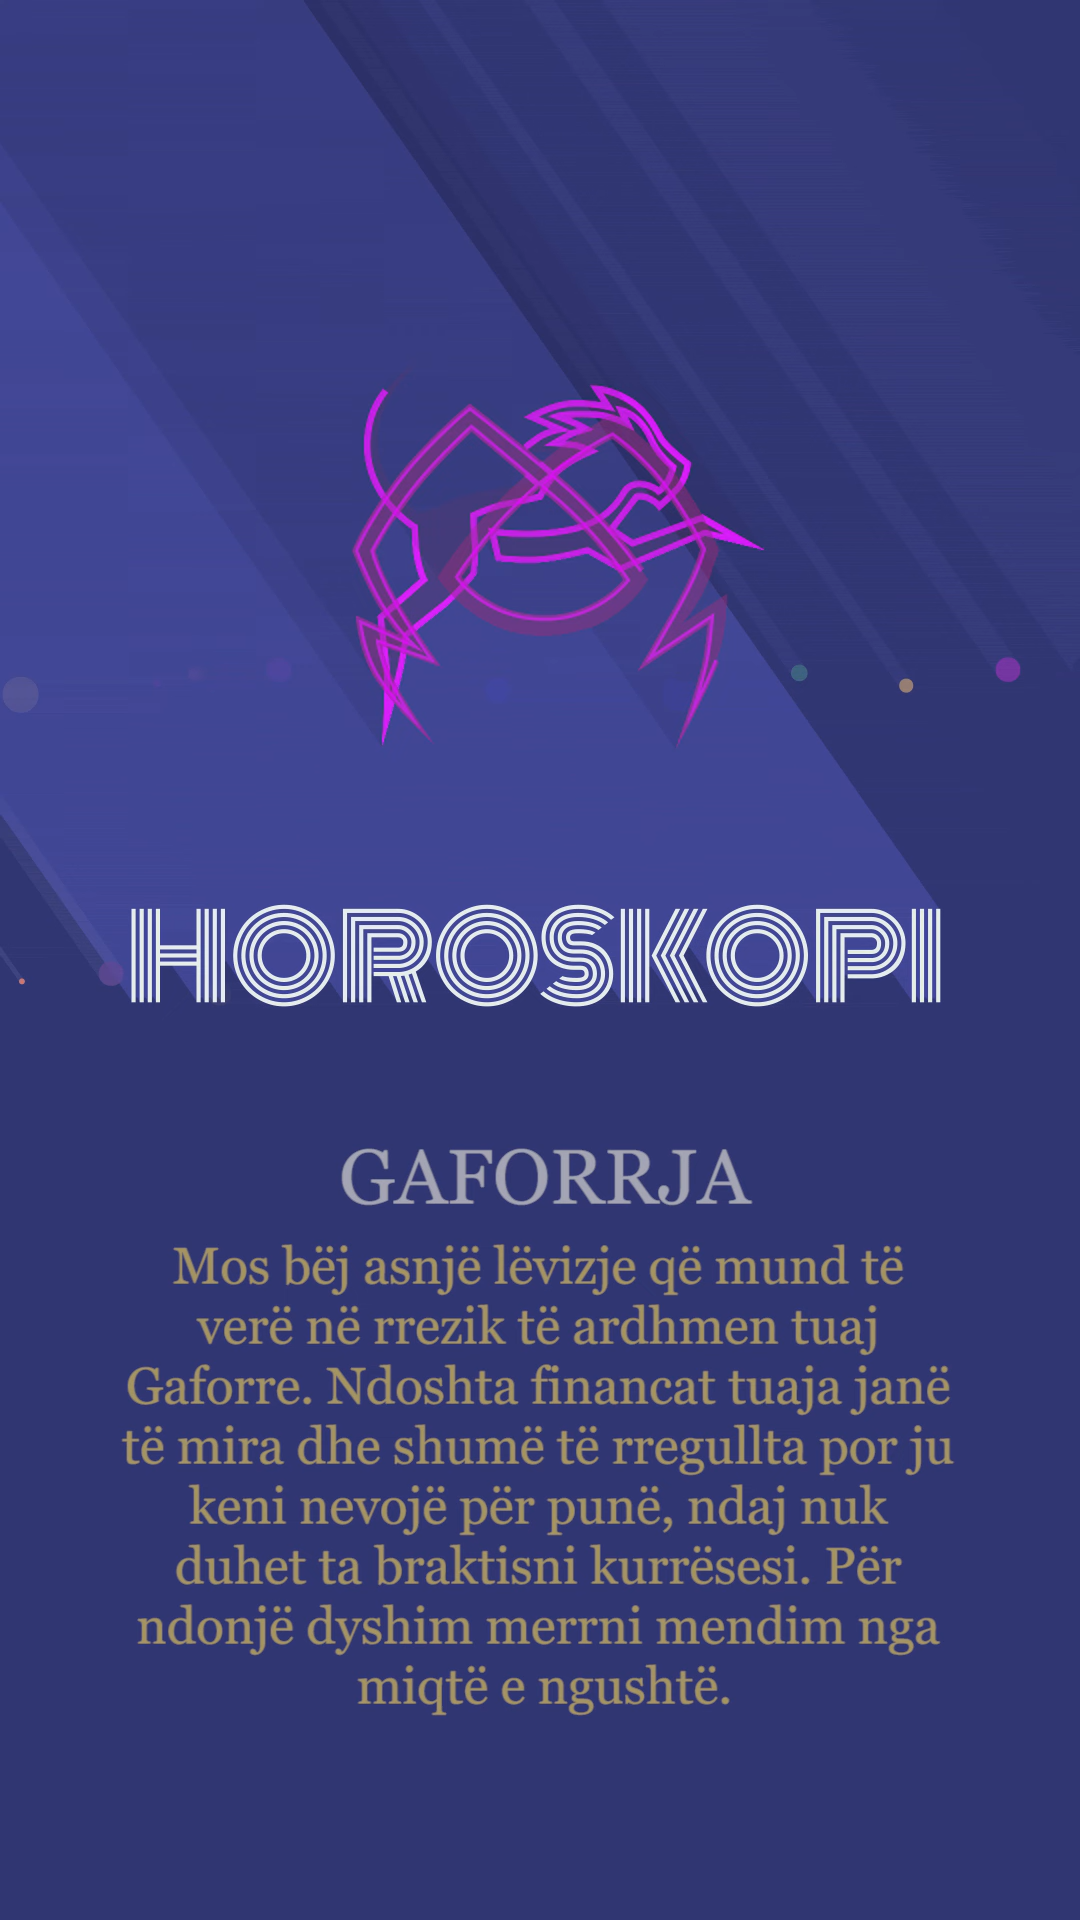 HOROSKOPI
GAFORRJA
Mos bëj asnjë lëvizje që mund të
verë në rrezik të ardhmen tuaj
Gaforre. Ndoshta financat tuaja janë
të mira dhe shumë të rregullta por ju
keni nevojë për punë, ndaj nuk
duhet ta braktisni kurrësesi. Për
ndonjë dyshim merrni mendim nga
miqtë e ngushtë.